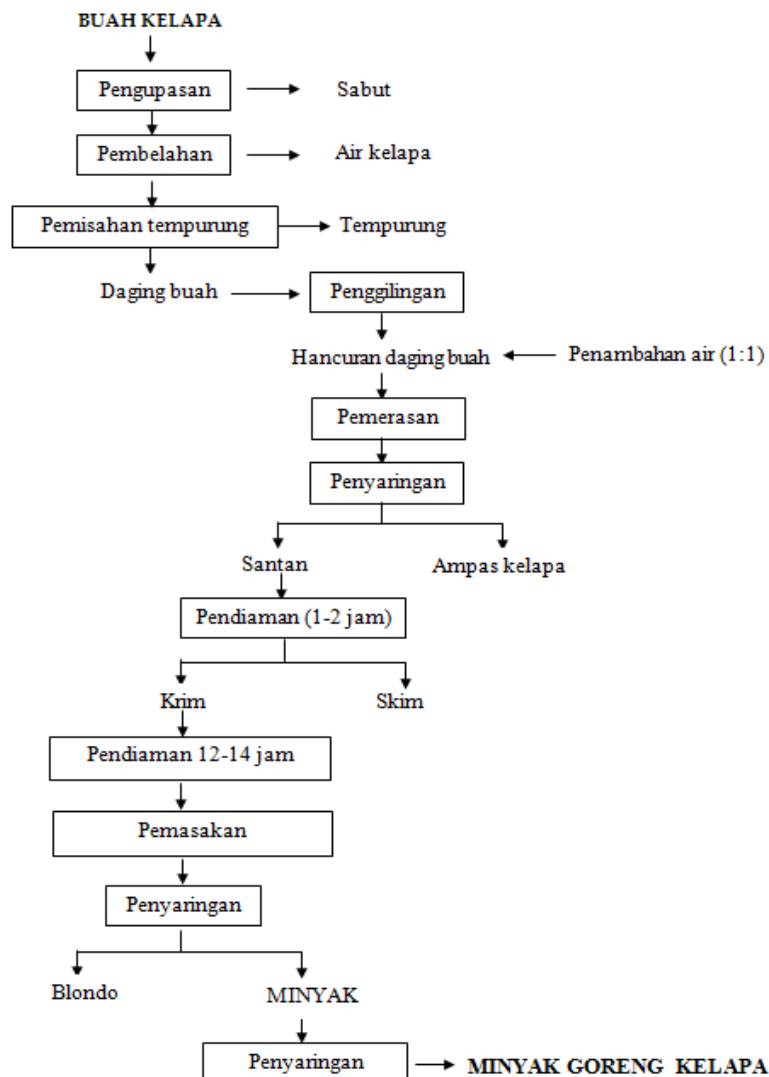 BUAH KELAPA
Pengupasan
Sabut
Pembelahan
Air kelapa
Pemisahan tempurung
Tempurung
Daging buah
Penggilingan
Hancuran daging buah
Penambahan air (1:1)
Pemerasan
Penyaringan
Santan
Ampas kelapa
Pendiaman (1-2 jam)
Krim
Skim
Pendiaman 12-14 jam
Pemasakan
Penyaringan
Blondo
MINYAK
Penyaringan
MINYAK GORENG KELAPA